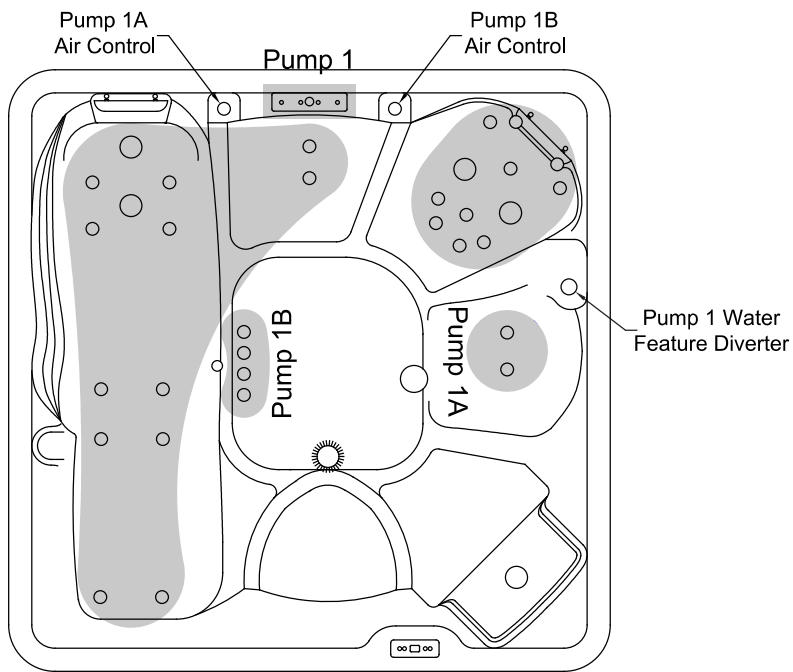 Pump 1A
Air Control
Pump 1
Pump 1B
Air Control
Pump 1B
Pump 1A
Pump 1 Water
Feature Diverter